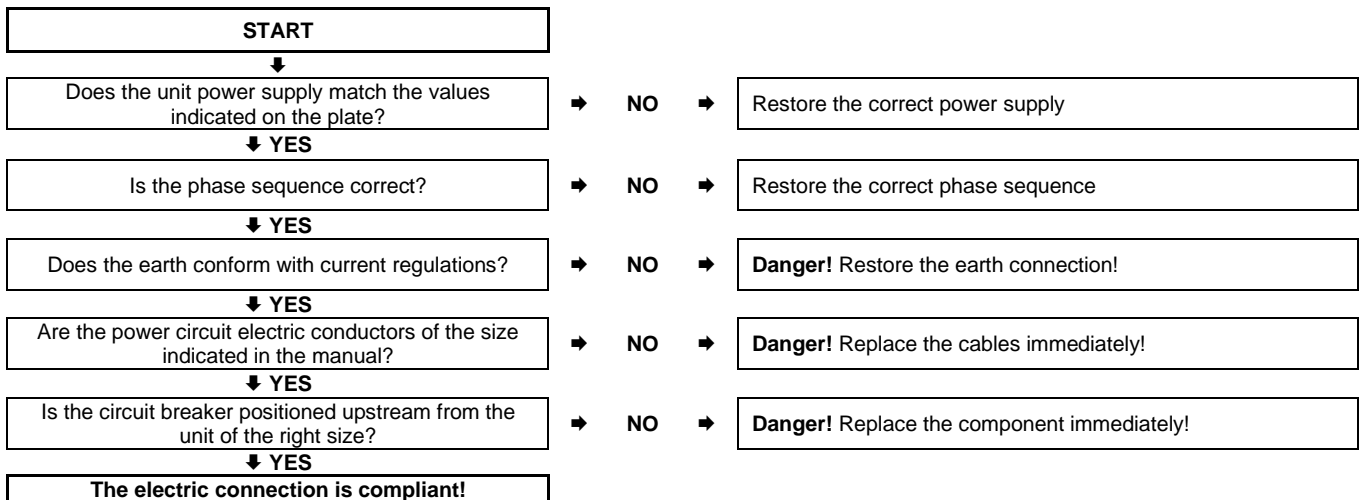 START
🡇
Does the unit power supply match the values
indicated on the plate?
🡆 NO 🡆 Restore the correct power supply
🡇 YES
Is the phase sequence correct?
🡆 NO 🡆 Restore the correct phase sequence
🡇 YES
Does the earth conform with current regulations?
🡆 NO 🡆 Danger! Restore the earth connection!
🡇 YES
Are the power circuit electric conductors of the size
indicated in the manual?
🡆 NO 🡆 Danger! Replace the cables immediately!
🡇 YES
Is the circuit breaker positioned upstream from the
unit of the right size?
🡆 NO 🡆 Danger! Replace the component immediately!
🡇 YES
The electric connection is compliant!